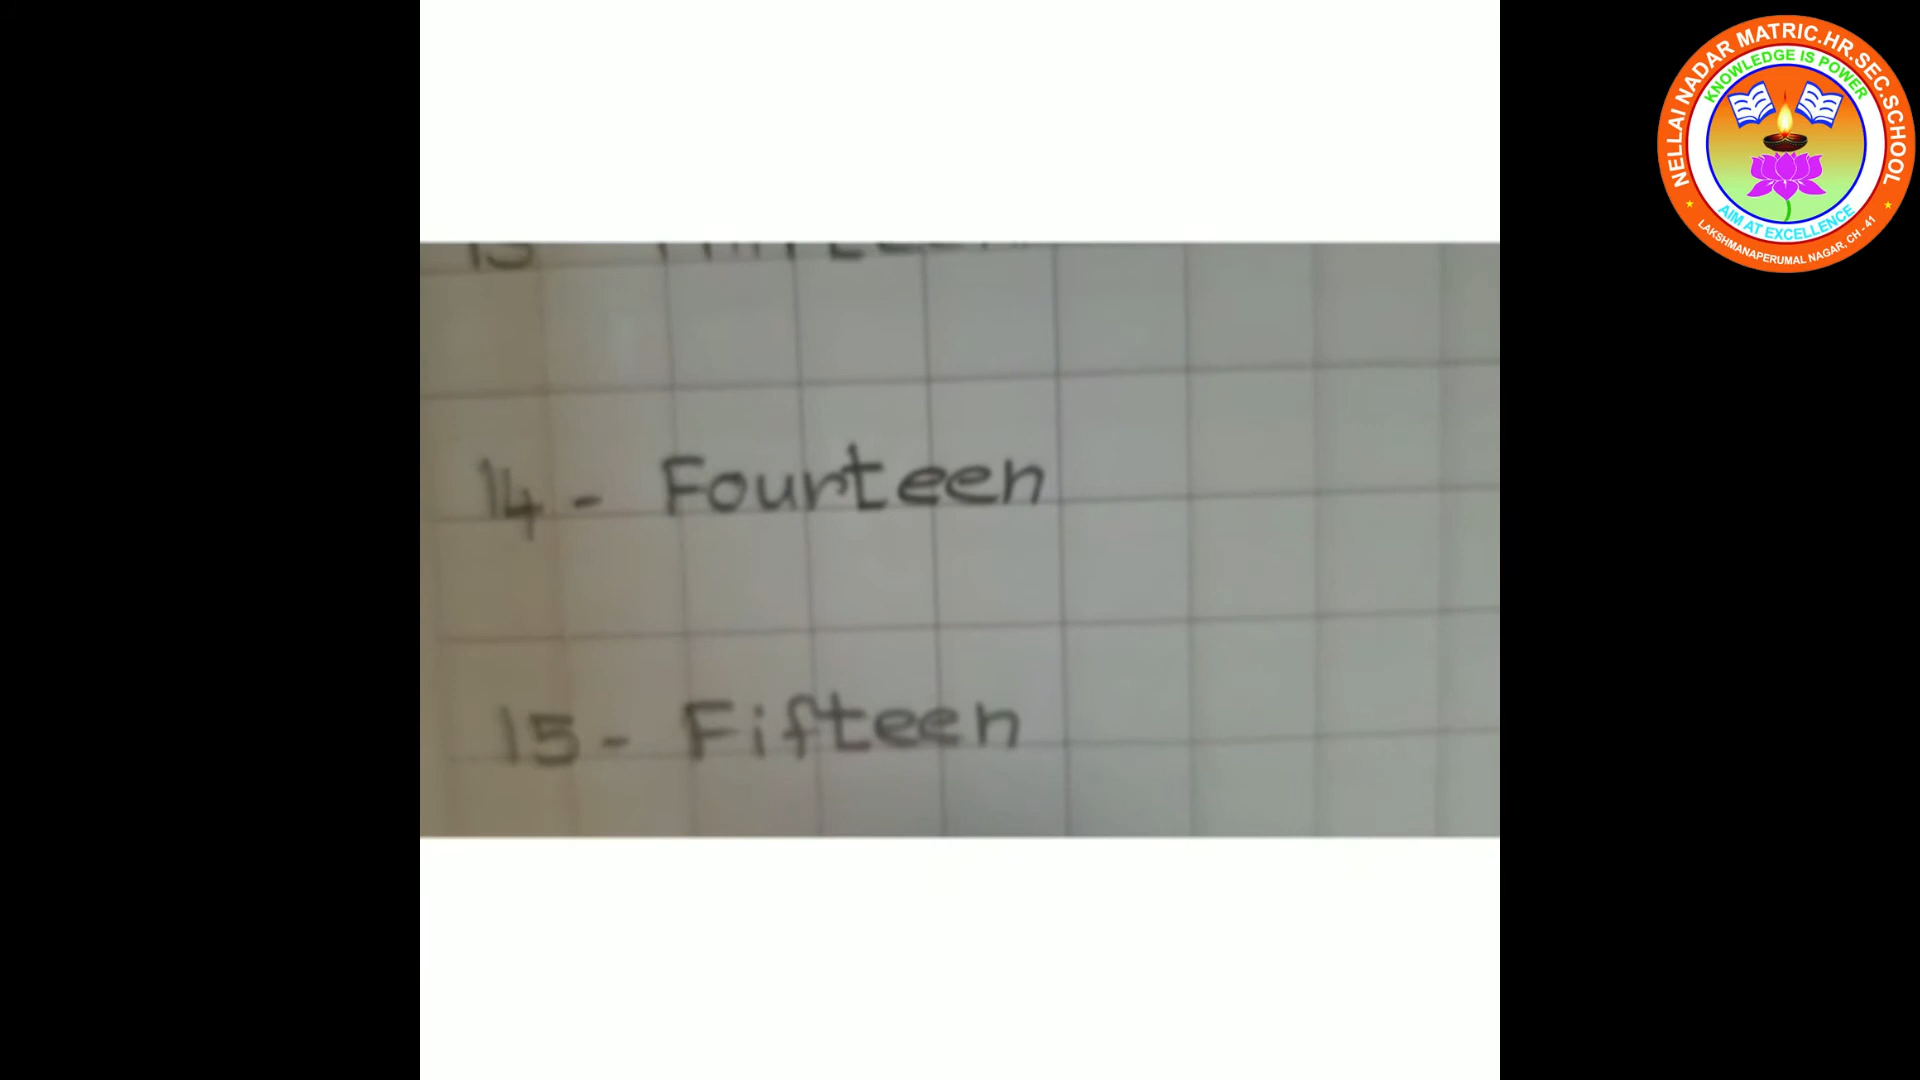 14 - Fourteen
15 - Fifteen
NELLAI NADAR MATRIC.HR.SEC.SCHOOL
KNOWLEDGE IS POWER
AIM AT EXCELLENCE
LAKSHMANAPERUMAL NAGAR, CH - 41